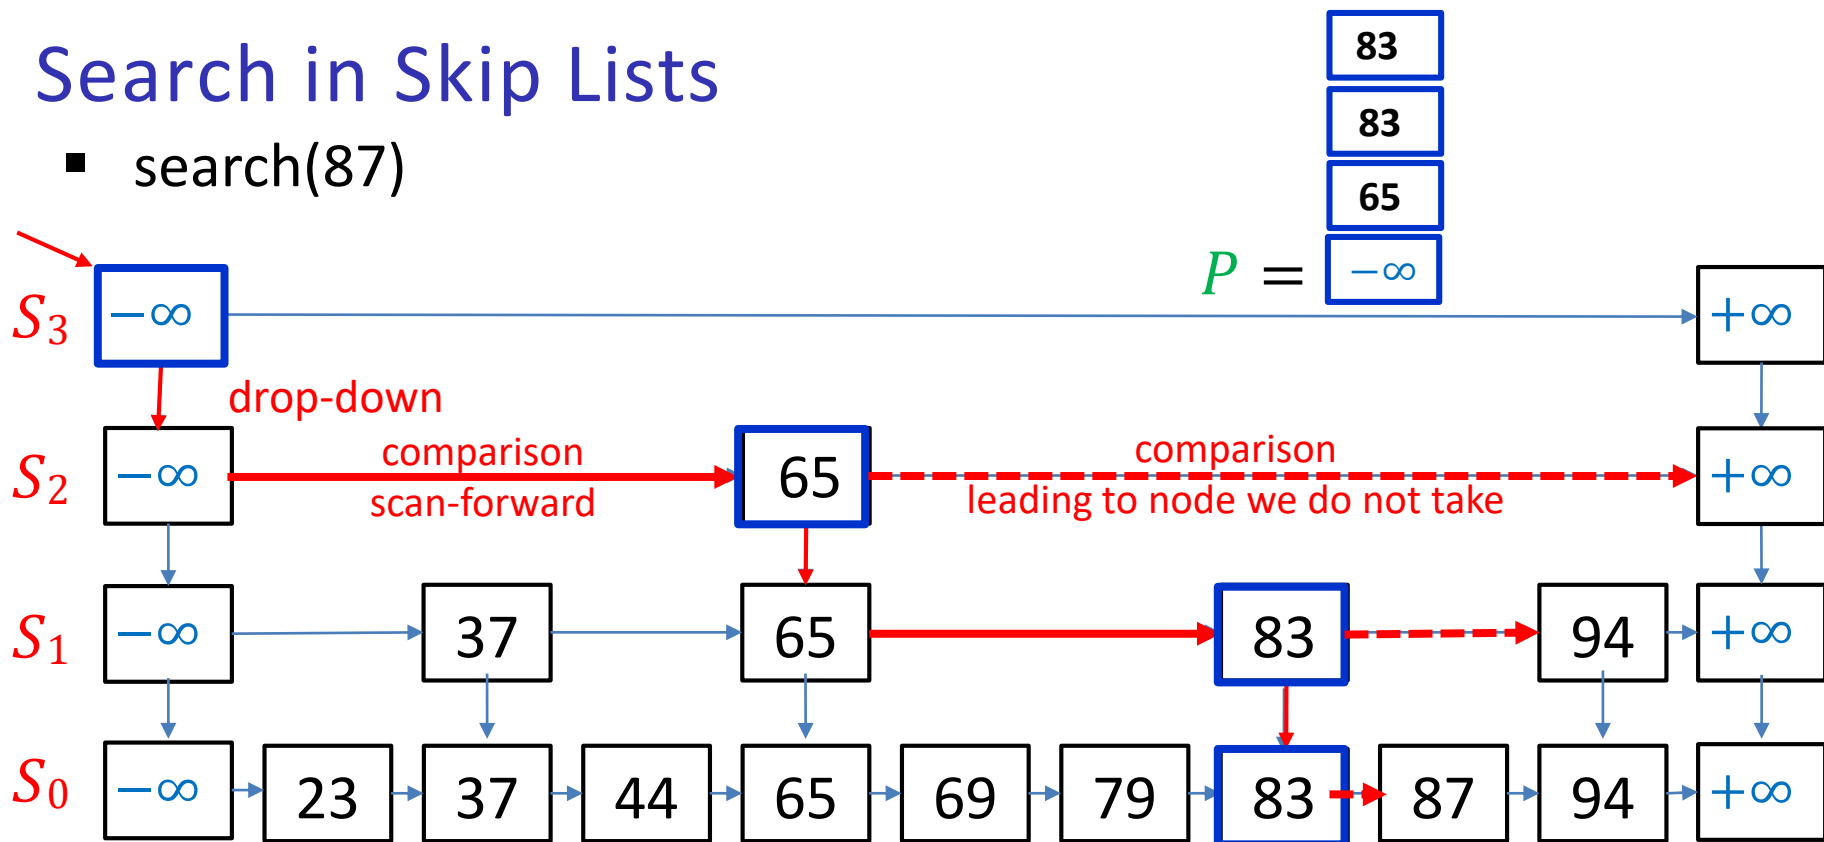 Search in Skip Lists
▪ search(87)
83
83
65
P = −∞
S3 −∞ +∞
drop-down
S2 −∞ comparison 65 comparison +∞
scan-forward leading to node we do not take
S1 −∞ 37 65 83 94 +∞
S0 −∞ 23 37 44 65 69 79 83 87 94 +∞